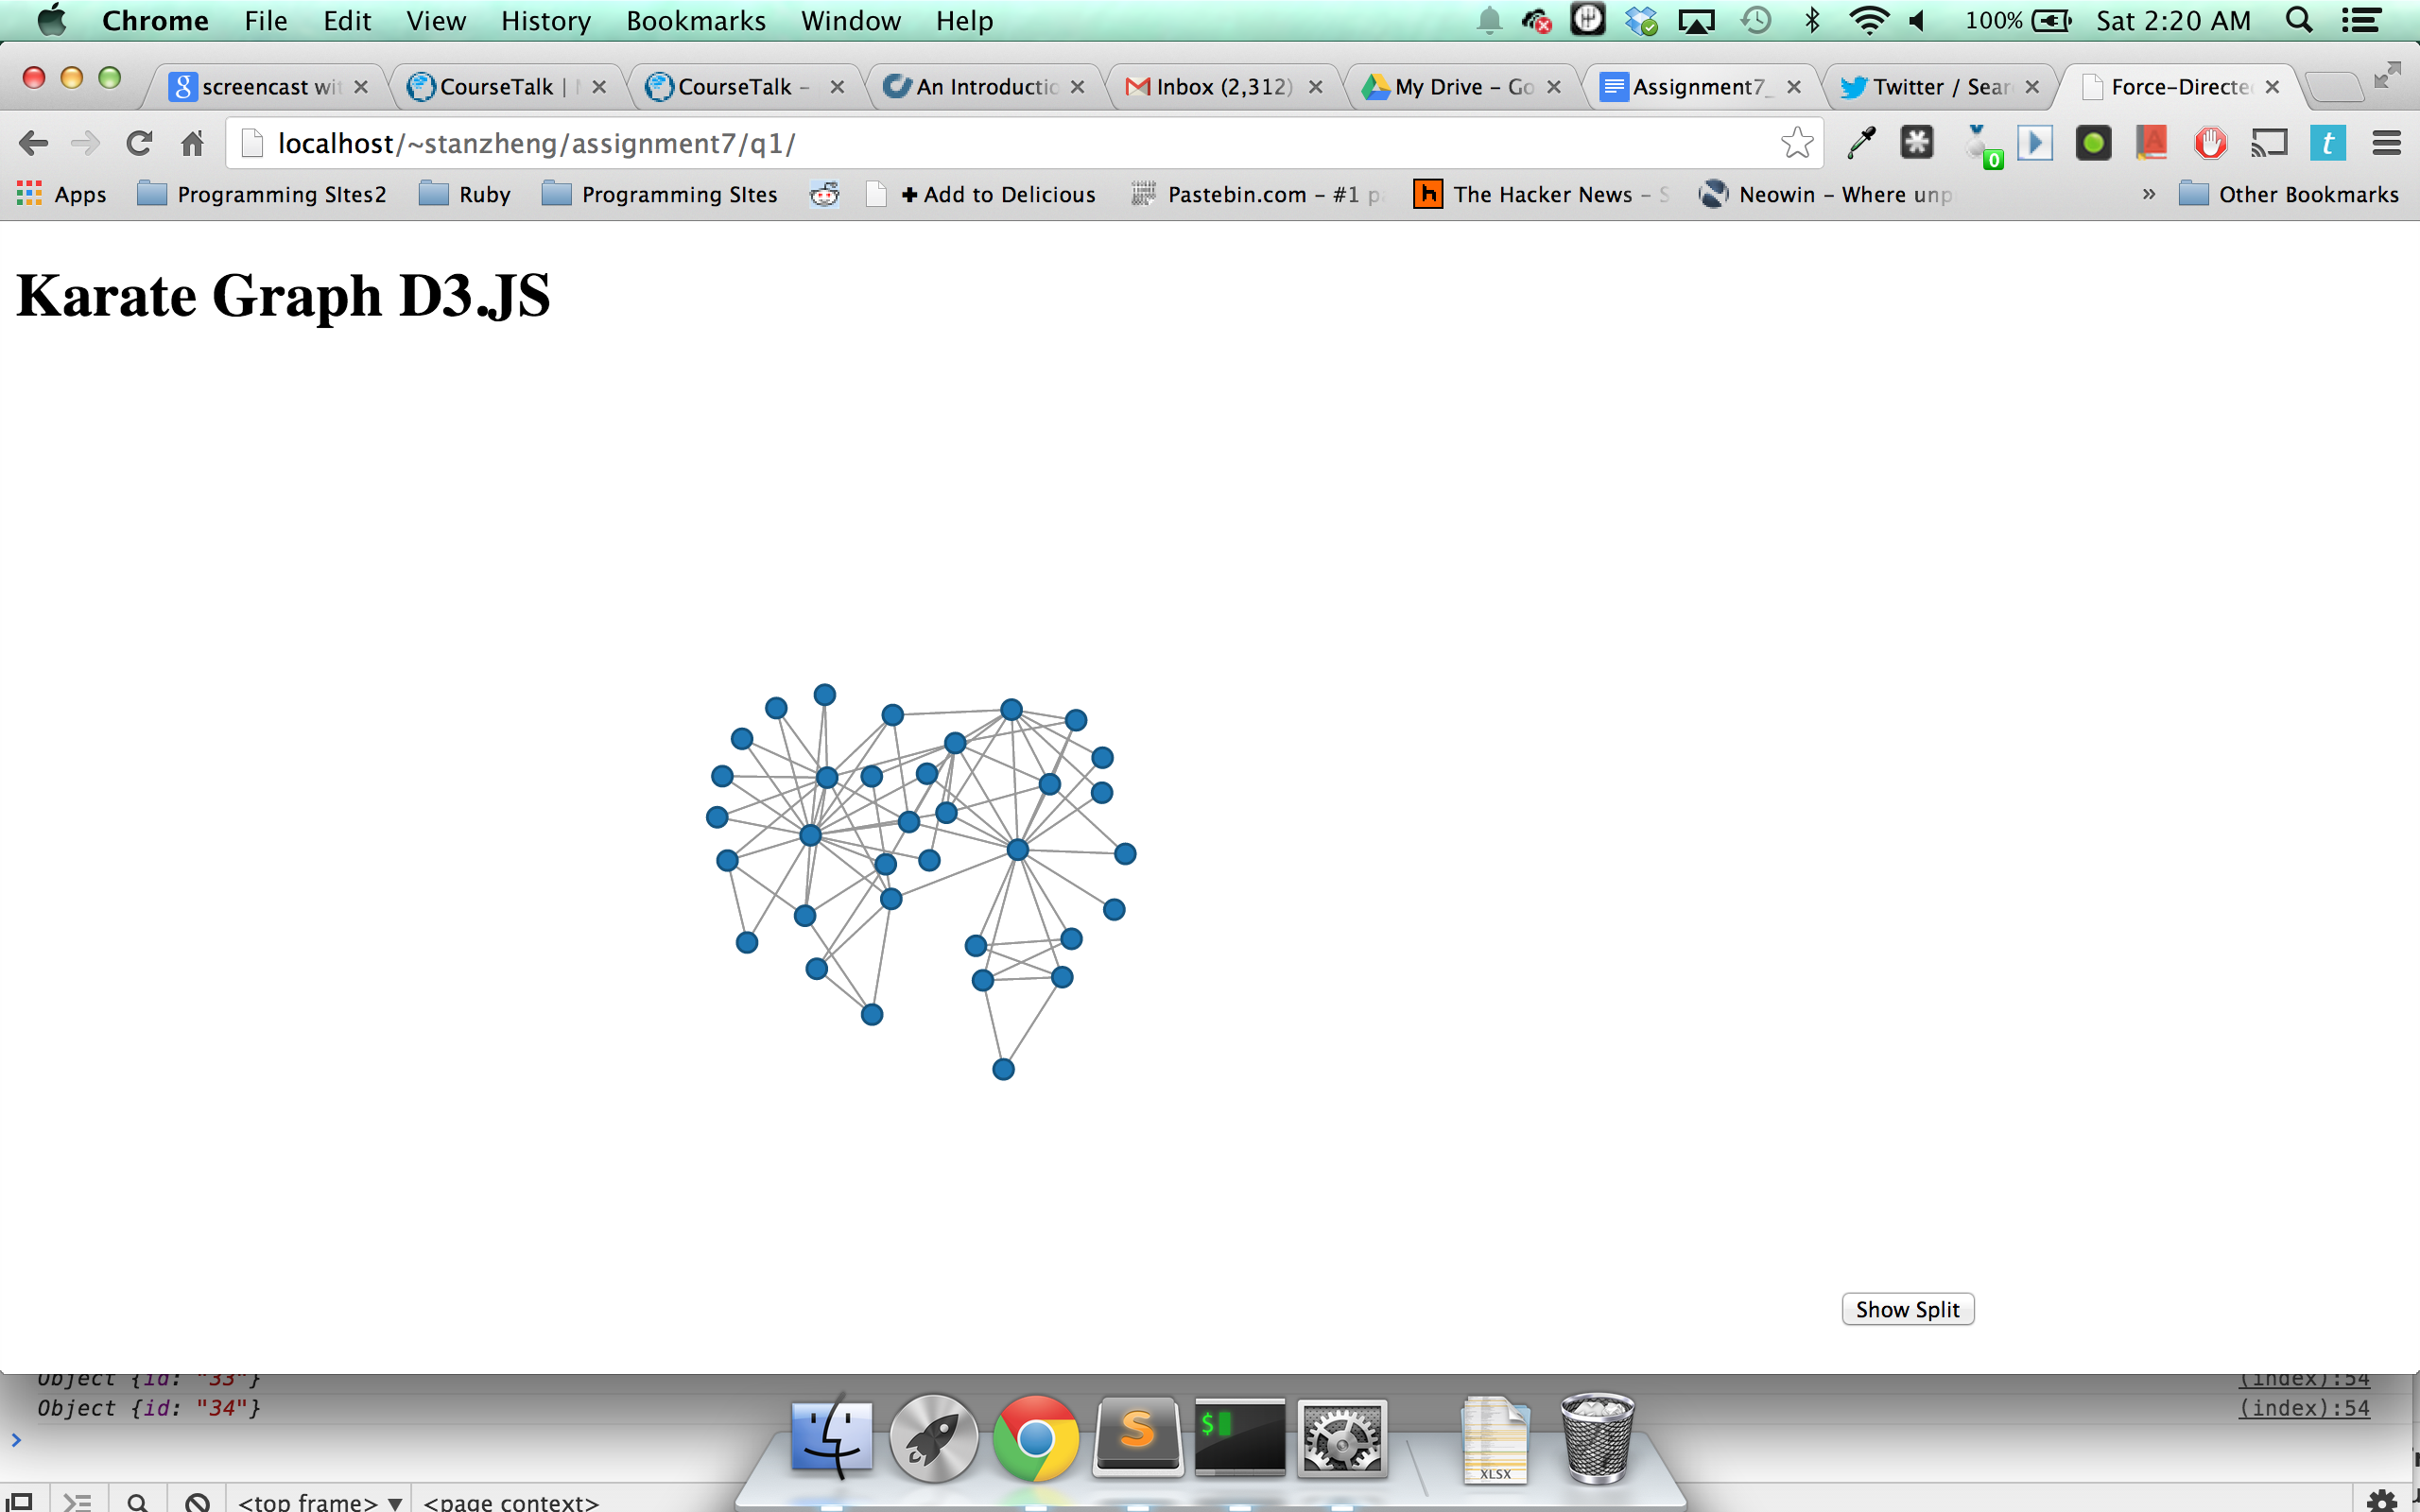 Chrome File Edit View History Bookmarks Window Help 100% Sat 2:20 AM
screencast wit CourseTalk | CourseTalk – An Introductio Inbox (2,312) My Drive – Go Assignment7_ Twitter / Sear Force-Directe
localhost/~stanzheng/assignment7/q1/ 0 t
Apps Programming SItes2 Ruby Programming SItes + Add to Delicious Pastebin.com – #1 p The Hacker News – S Neowin – Where unp » Other Bookmarks
Karate Graph D3.JS
Show Split
Object {id: "33"} (index):54
Object {id: "34"} (index):54
>
$ S XLSX
<top frame> ▼ <page context>